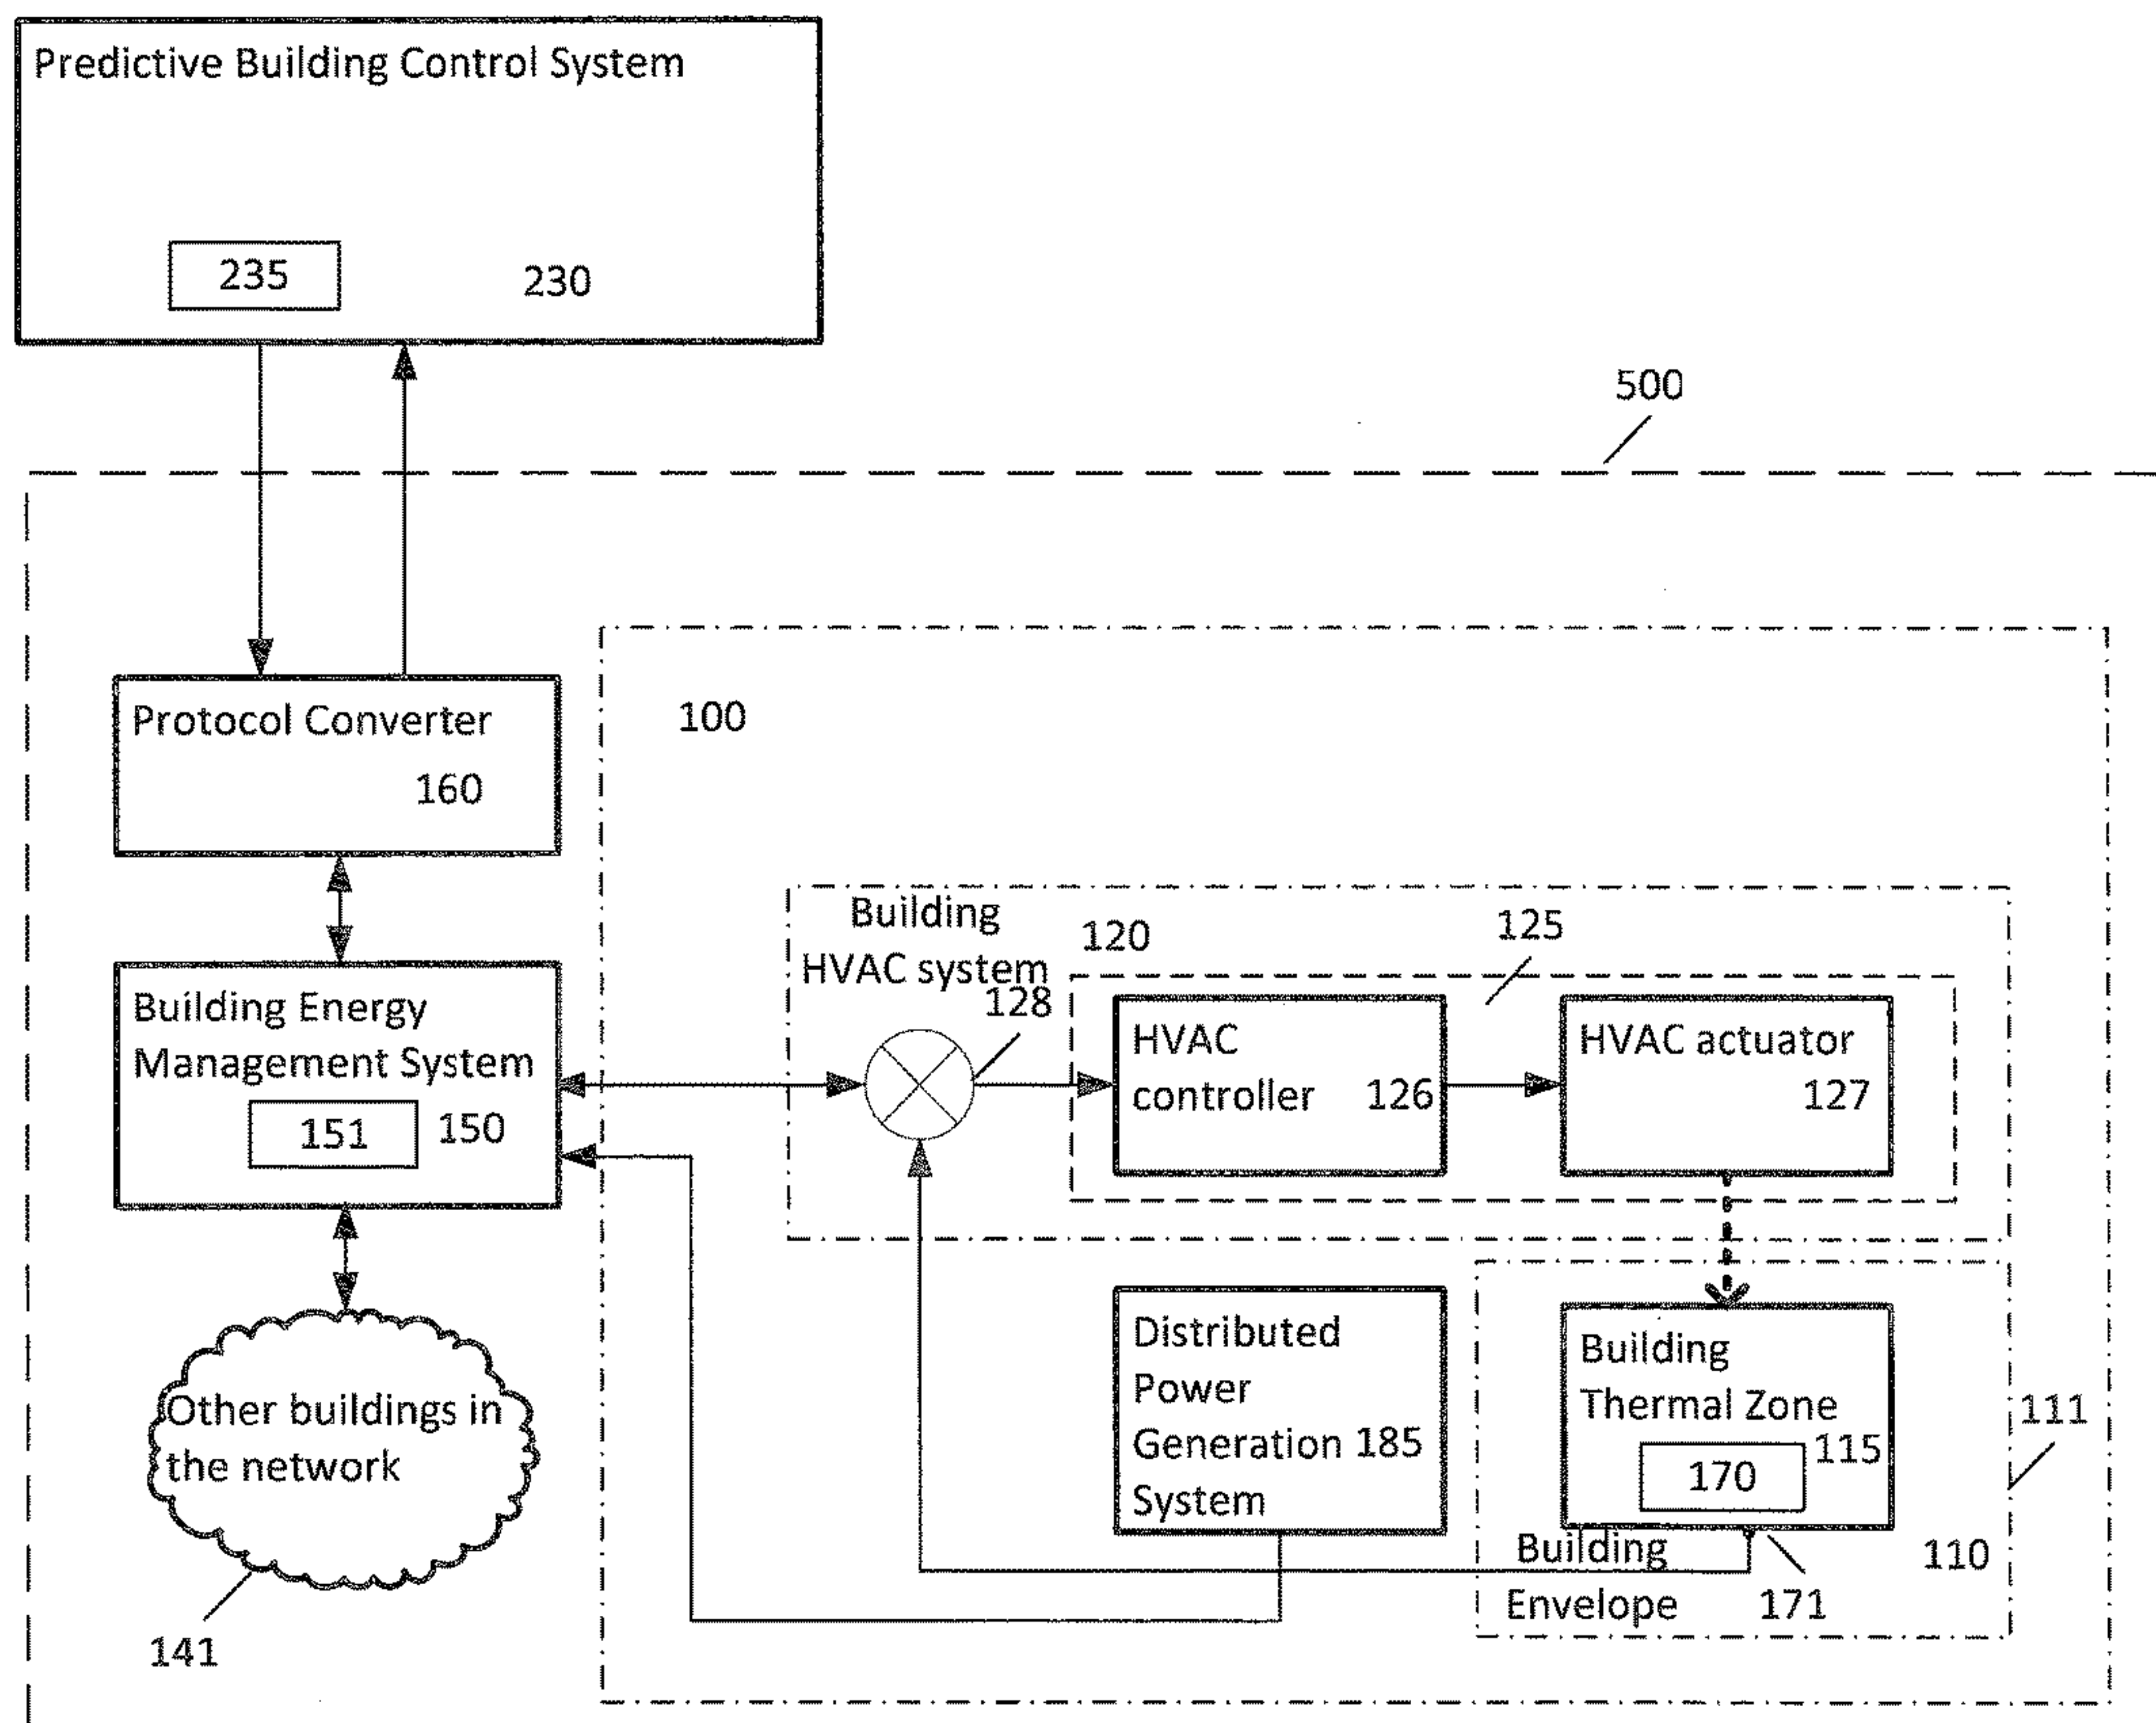 Predictive Building Control System
235
230
500
Protocol Converter
160
100
Building
HVAC system
120
125
128
Building Energy
Management System
151
150
HVAC
controller
126
HVAC actuator
127
Distributed
Power
Generation 185
System
Building
Thermal Zone
115
170
111
Building
Envelope
171
110
Other buildings in
the network
141